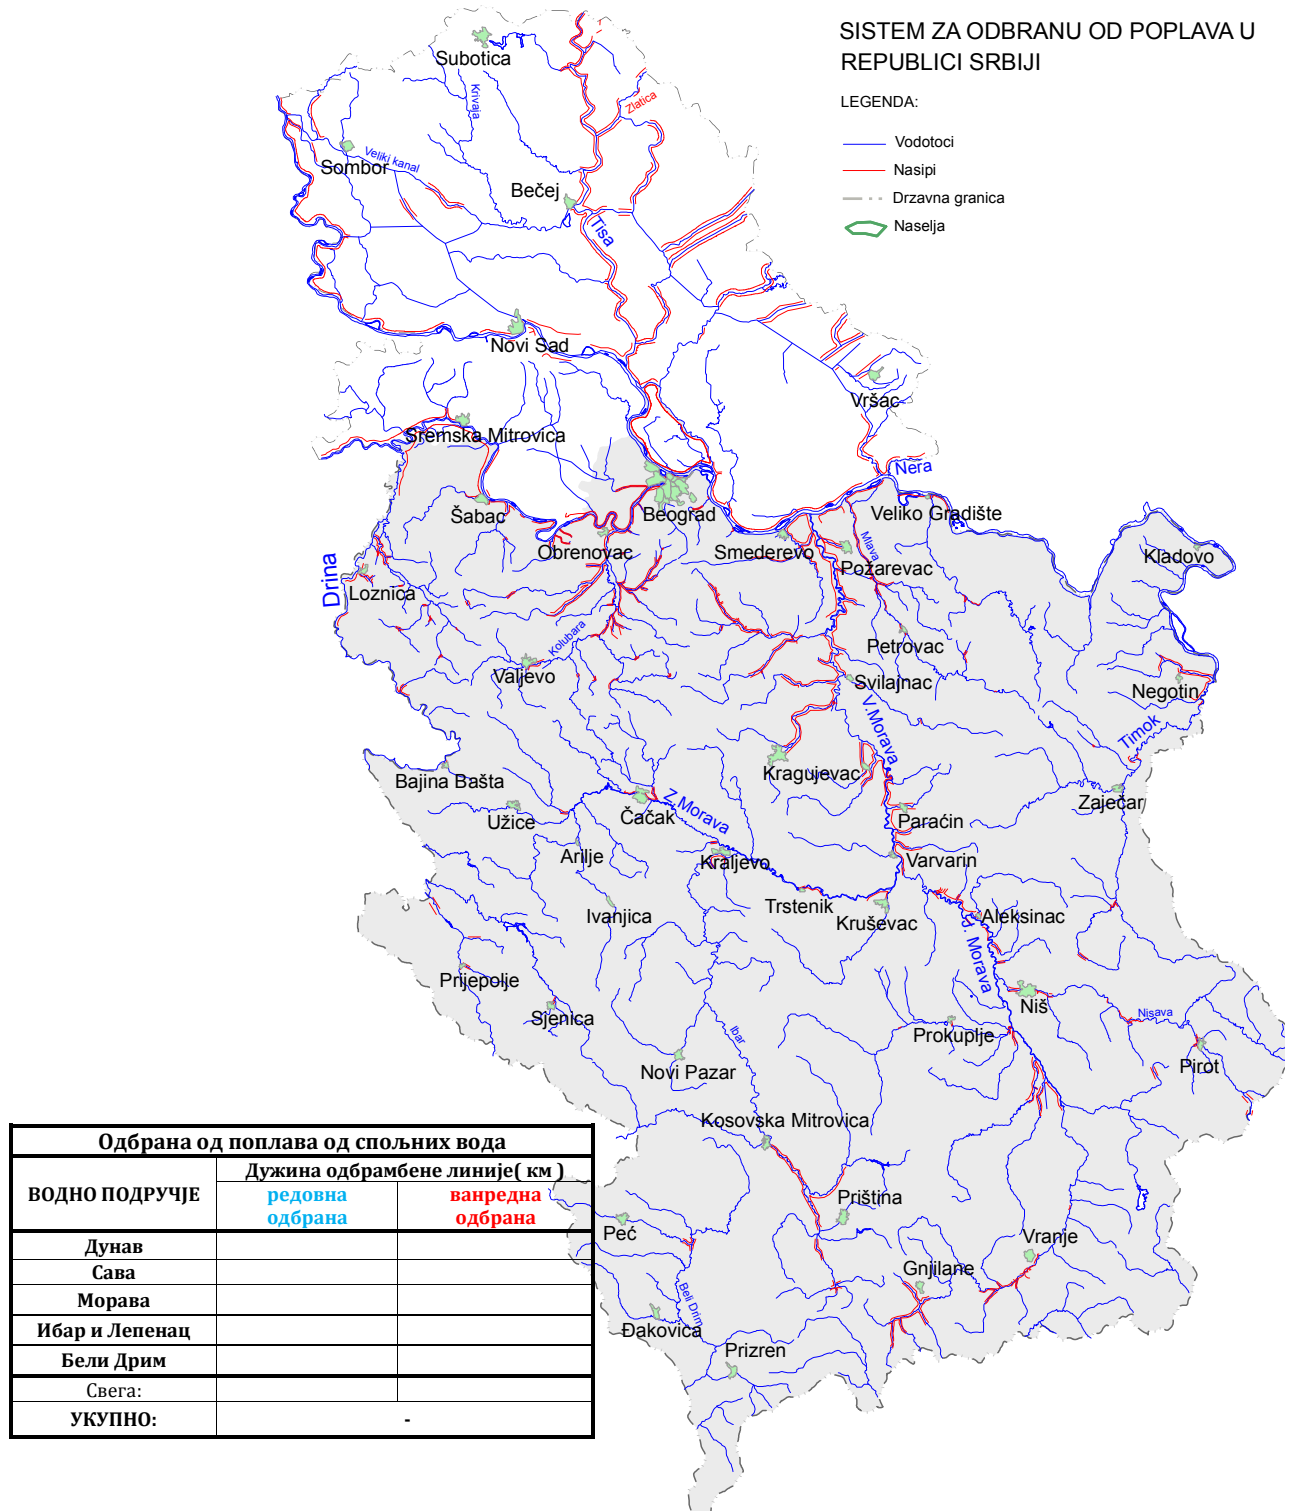 SISTEM ZA ODBRANU OD POPLAVA U
REPUBLICI SRBIJI
LEGENDA:
Vodotoci
Nasipi
Drzavna granica
Naselja
Subotica
Krivaja
Zlatica
Sombor
Veliki kanal
Bečej
Tisa
Novi Sad
Vršac
Sremska Mitrovica
Nera
Šabac
Beograd
Veliko Gradište
Obrenovac
Smederevo
Mlava
Požarevac
Kladovo
Drina
Loznica
Kolubara
Petrovac
Valjevo
Svilajnac
Negotin
V.Morava
Timok
Bajina Bašta
Kragujevac
Zaječar
Užice
Čačak
Z.Morava
Paraćin
Arilje
Kraljevo
Varvarin
Ivanjica
Trstenik
Kruševac
Aleksinac
J. Morava
Prijepolje
Sjenica
Niš
Nišava
Ibar
Prokuplje
Novi Pazar
Pirot
Kosovska Mitrovica
Priština
Peć
Vranje
Gnjilane
Beli Drim
Đakovica
Prizren
Одбрана од поплава од спољних вода
ВОДНО ПОДРУЧЈЕ
Дужина одбрамбене линије( км )
редовна
одбрана
ванредна
одбрана
Дунав
Сава
Морава
Ибар и Лепенац
Бели Дрим
Свега:
УКУПНО:
-